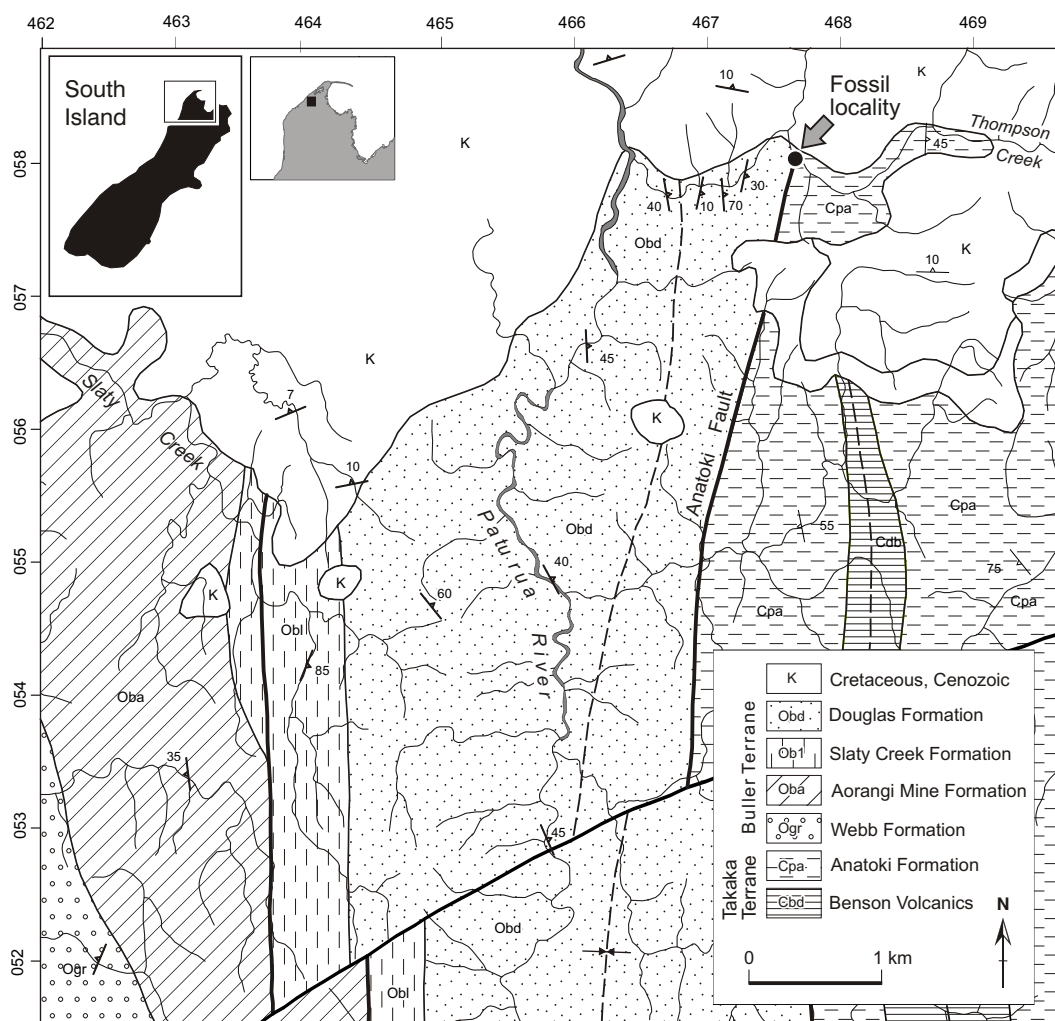 462 463 464 465 466 467 468 469
South
Island
10
K
Fossil
locality
Thompson
Creek
45
K
058
40
10
70
30
Cpa
Obd
K
10
057
45
K
Slaty
7
K
056
Creek
Anatoki Fault
10
Cpa
Obd
55
Paturua
Cdb
055
40
75
K
K
60
Cpa
Cpa
Obl
River
85
Oba
054
35
053
45
Obd
052
Ogr
Obl
K Cretaceous, Cenozoic
Buller Terrane
Obd Douglas Formation
Ob1 Slaty Creek Formation
Oba Aorangi Mine Formation
Ogr Webb Formation
Takaka
Terrane
Cpa Anatoki Formation
Cbd Benson Volcanics
N
0 1 km